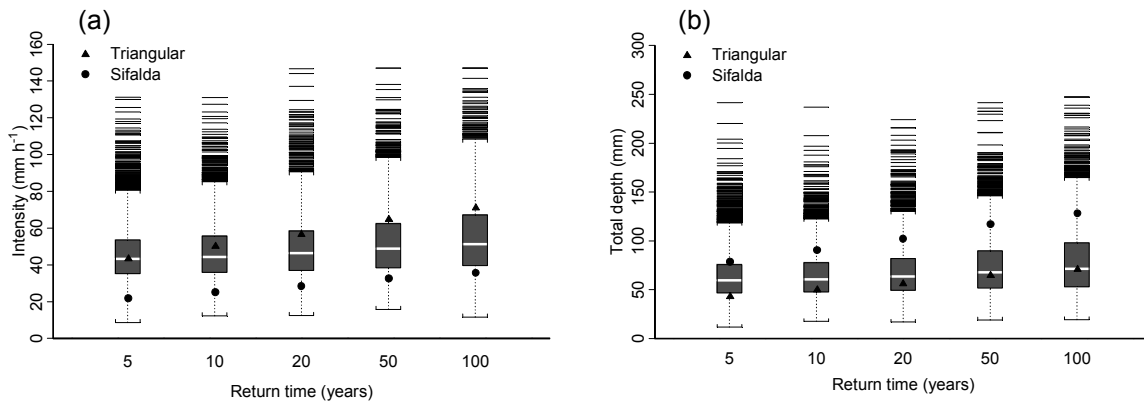 (a)
Triangular
Sifalda
Intensity (mm h⁻¹)
0 20 40 60 80 100 120 140 160
5 10 20 50 100
Return time (years)
(b)
Triangular
Sifalda
Total depth (mm)
0 50 100 150 200 250 300
5 10 20 50 100
Return time (years)